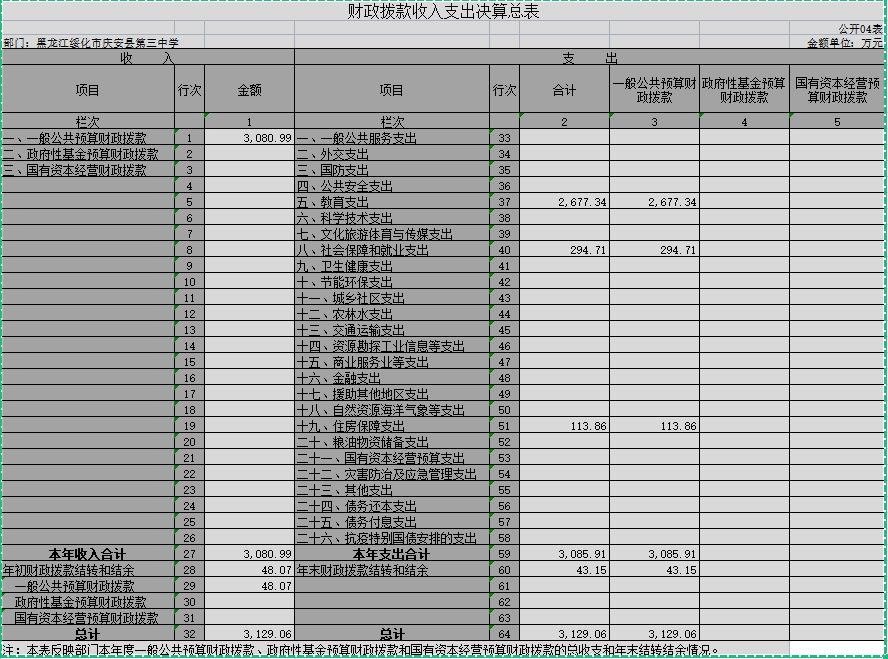 财政拨款收入支出决算总表
公开04表
部门：黑龙江绥化市庆安县第三中学 金额单位：万元
收 入 支 出
项目 行次 金额 项目 行次 合计 一般公共预算财政拨款 政府性基金预算财政拨款 国有资本经营预算财政拨款
栏次 1 栏次 2 3 4 5
一、一般公共预算财政拨款 1 3,080.99 一、一般公共服务支出 33
二、政府性基金预算财政拨款 2 二、外交支出 34
三、国有资本经营财政拨款 3 三、国防支出 35
4 四、公共安全支出 36
5 五、教育支出 37 2,677.34 2,677.34
6 六、科学技术支出 38
7 七、文化旅游体育与传媒支出 39
8 八、社会保障和就业支出 40 294.71 294.71
9 九、卫生健康支出 41
10 十、节能环保支出 42
11 十一、城乡社区支出 43
12 十二、农林水支出 44
13 十三、交通运输支出 45
14 十四、资源勘探工业信息等支出 46
15 十五、商业服务业等支出 47
16 十六、金融支出 48
17 十七、援助其他地区支出 49
18 十八、自然资源海洋气象等支出 50
19 十九、住房保障支出 51 113.86 113.86
20 二十、粮油物资储备支出 52
21 二十一、国有资本经营预算支出 53
22 二十二、灾害防治及应急管理支出 54
23 二十三、其他支出 55
24 二十四、债务还本支出 56
25 二十五、债务付息支出 57
26 二十六、抗疫特别国债安排的支出 58
本年收入合计 27 3,080.99 本年支出合计 59 3,085.91 3,085.91
年初财政拨款结转和结余 28 48.07 年末财政拨款结转和结余 60 43.15 43.15
一般公共预算财政拨款 29 48.07 61
政府性基金预算财政拨款 30 62
国有资本经营预算财政拨款 31 63
总计 32 3,129.06 总计 64 3,129.06 3,129.06
注：本表反映部门本年度一般公共预算财政拨款、政府性基金预算财政拨款和国有资本经营预算财政拨款的总收支和年末结转结余情况。